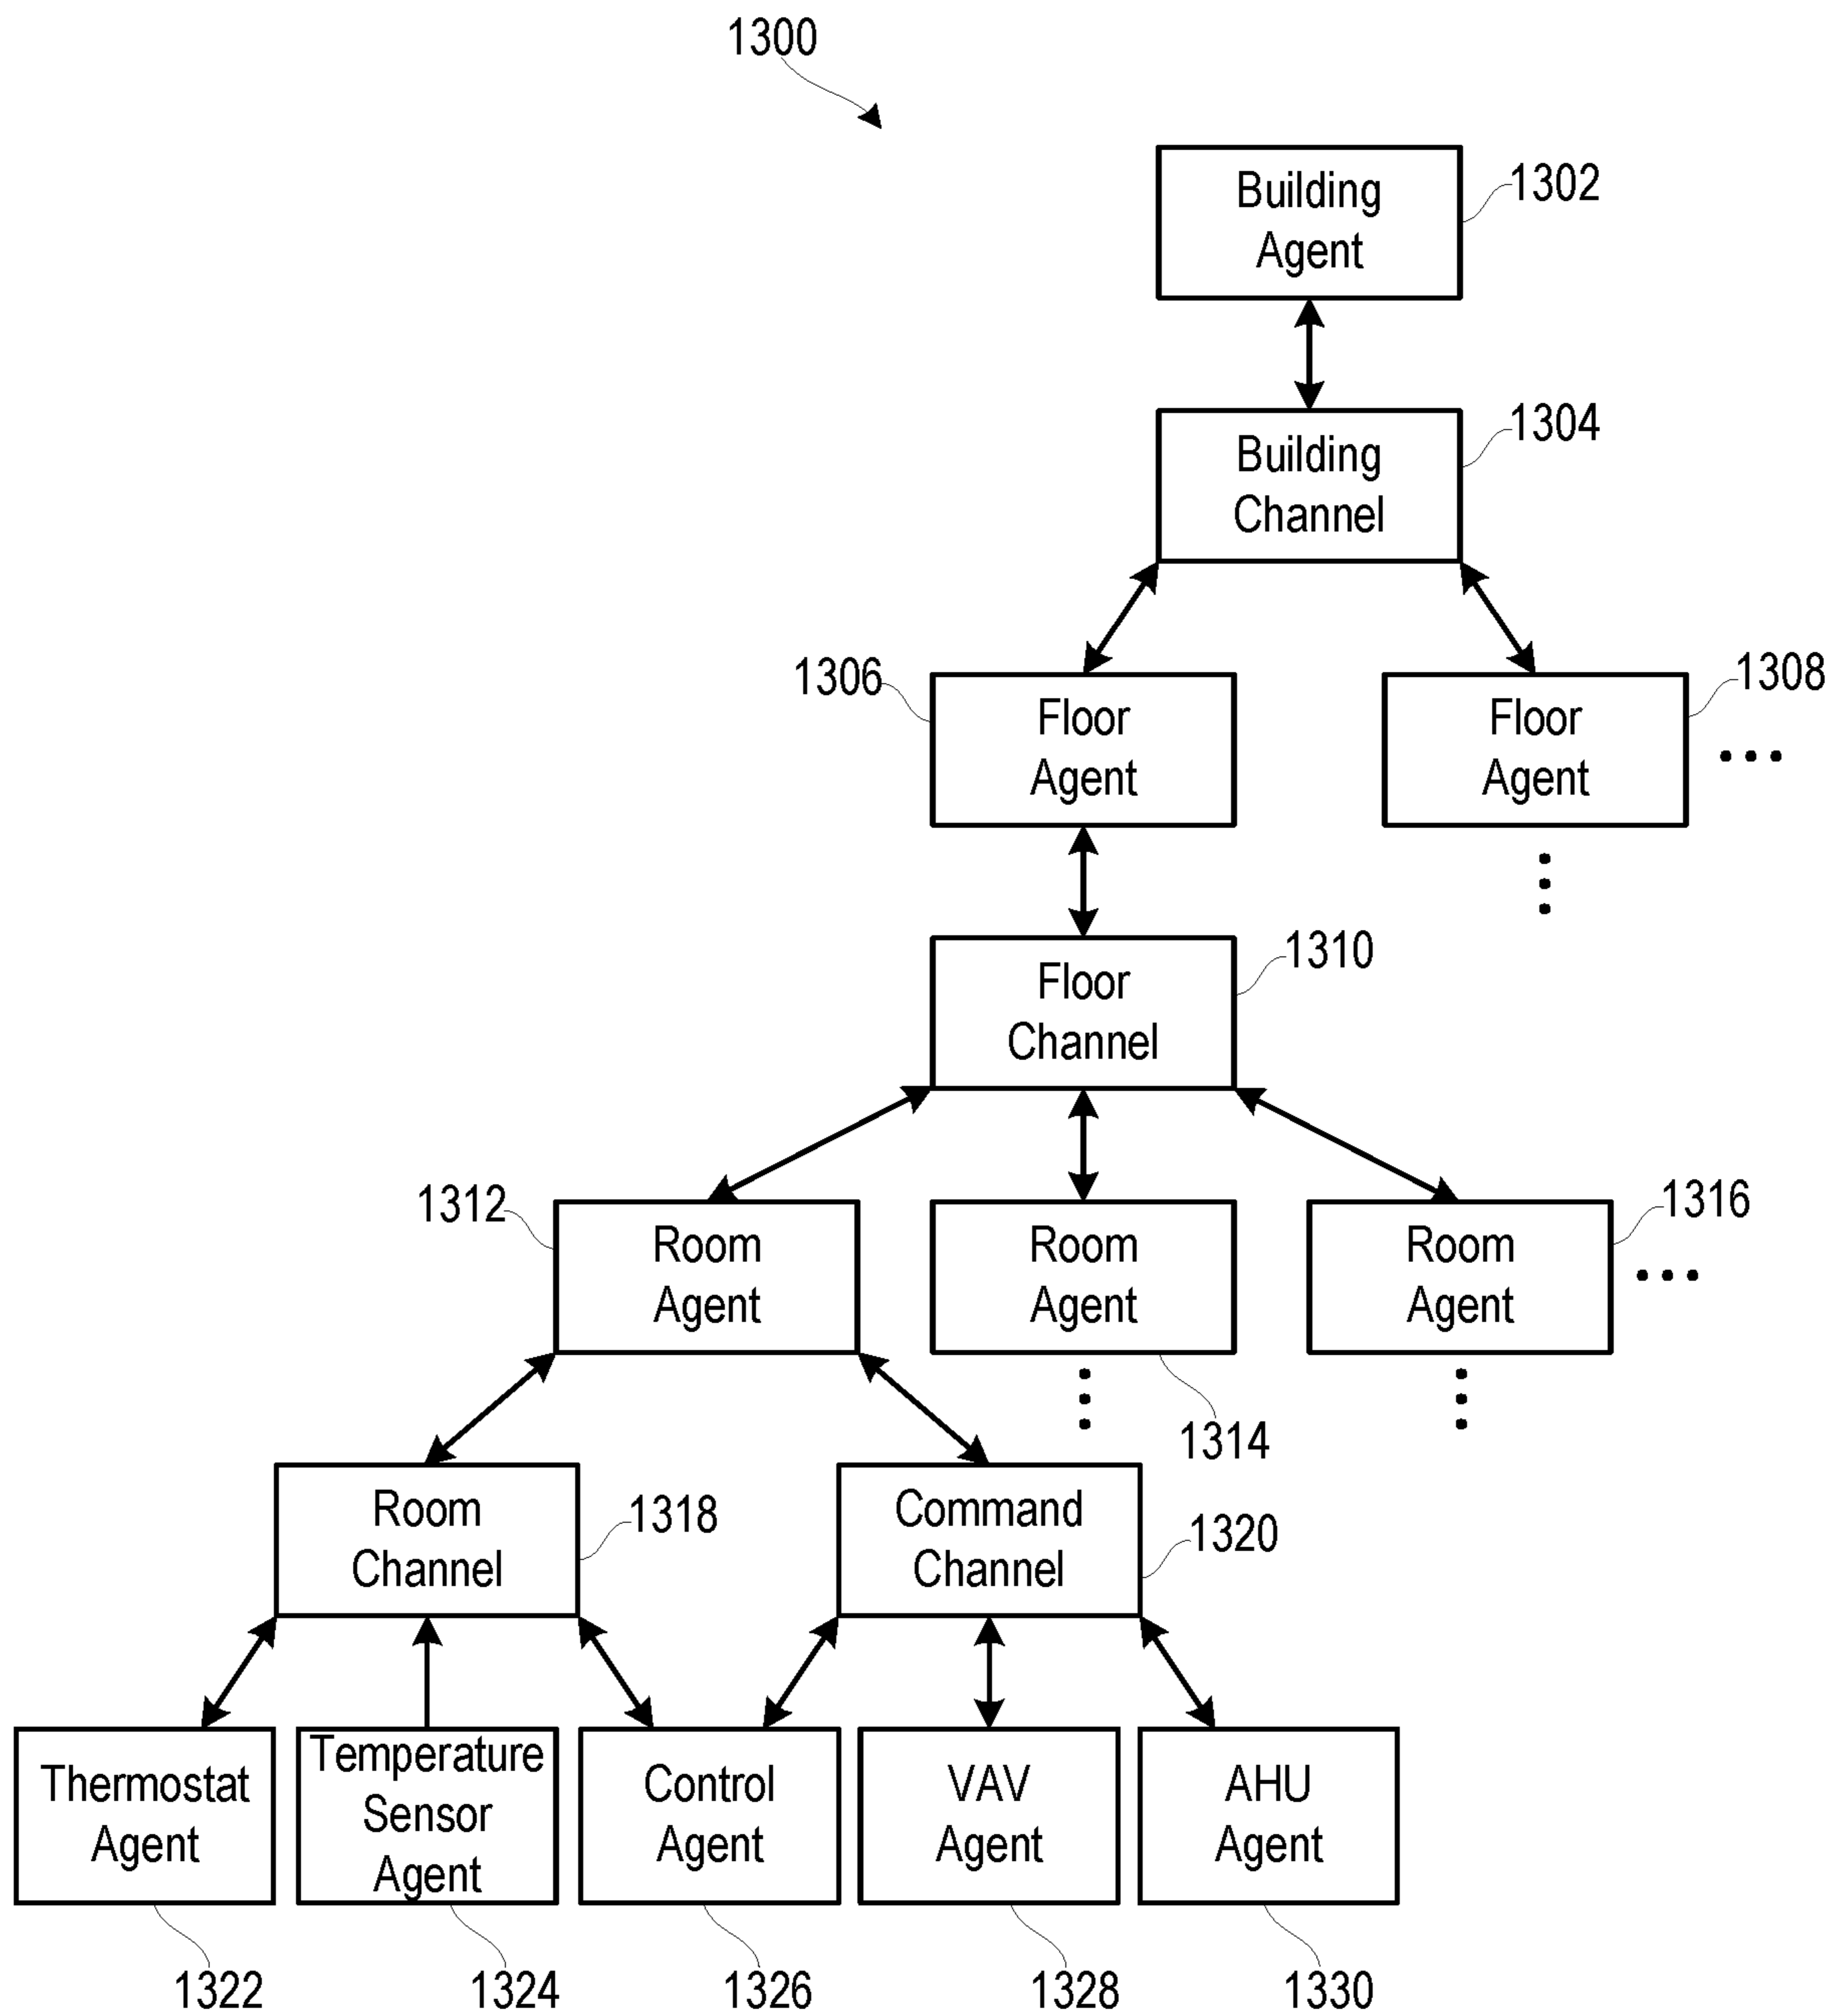 1300
Building
Agent
1302
Building
Channel
1304
1306
Floor
Agent
Floor
Agent
1308
...
Floor
Channel
1310
1312
Room
Agent
Room
Agent
1314
Room
Agent
1316
...
Room
Channel
1318
Command
Channel
1320
Thermostat
Agent
Temperature
Sensor
Agent
Control
Agent
VAV
Agent
AHU
Agent
1322
1324
1326
1328
1330